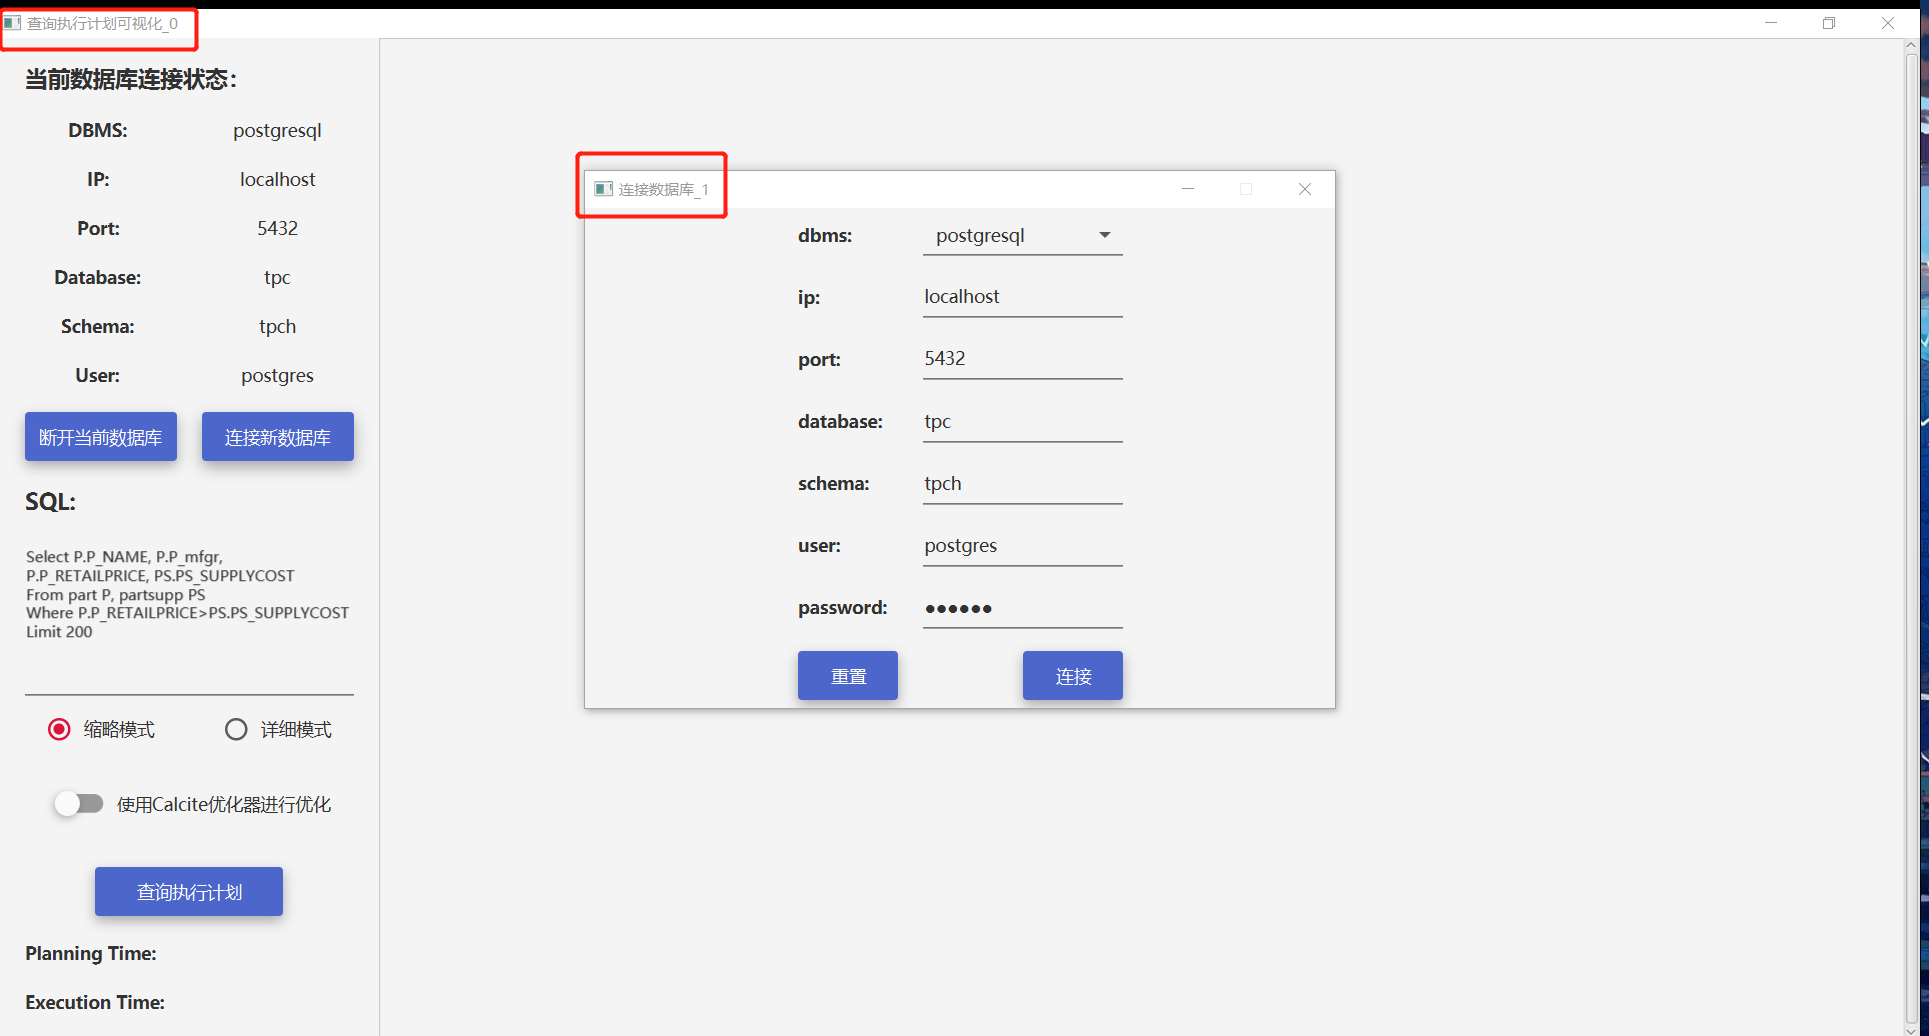 查询执行计划可视化_0
当前数据库连接状态:
DBMS: postgresql
IP: localhost
Port: 5432
Database: tpc
Schema: tpch
User: postgres
断开当前数据库 连接新数据库
SQL:
Select P.P_NAME, P.P_mfgr,
P.P_RETAILPRICE, PS.PS_SUPPLYCOST
From part P, partsupp PS
Where P.P_RETAILPRICE>PS.PS_SUPPLYCOST
Limit 200
缩略模式 详细模式
使用Calcite优化器进行优化
查询执行计划
Planning Time:
Execution Time:
连接数据库_1
dbms: postgresql
ip: localhost
port: 5432
database: tpc
schema: tpch
user: postgres
password: ●●●●●●
重置 连接